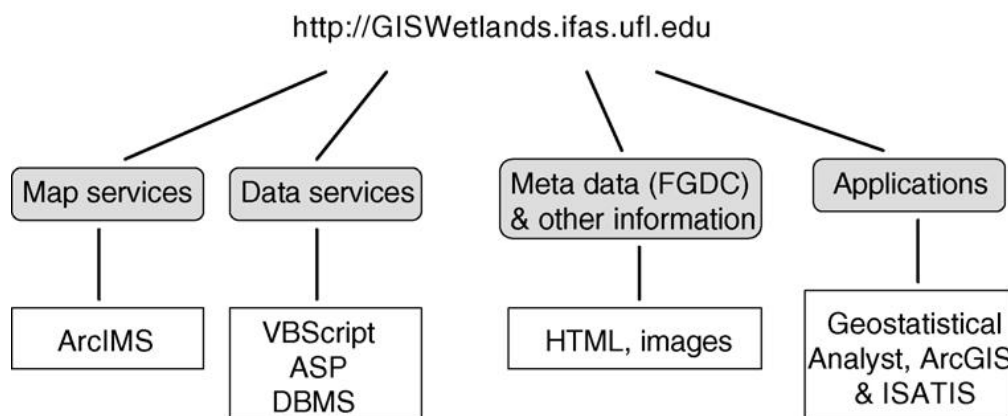 http://GISWetlands.ifas.ufl.edu
Map services
Data services
Meta data (FGDC)
& other information
Applications
ArcIMS
VBScript
ASP
DBMS
HTML, images
Geostatistical
Analyst, ArcGIS
& ISATIS